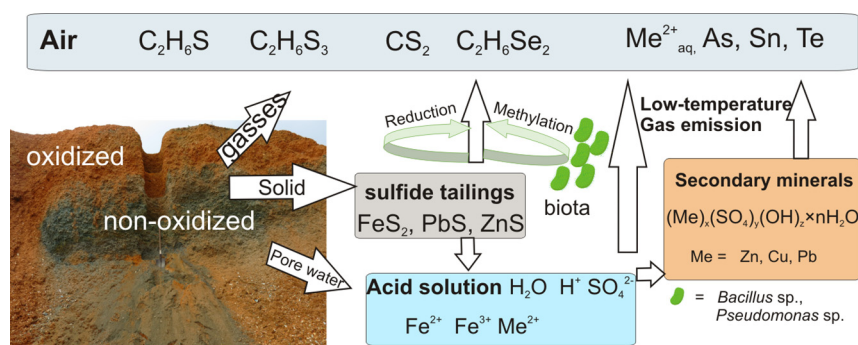 Air C₂H₆S C₂H₆S₃ CS₂ C₂H₆Se₂ Me²⁺aq, As, Sn, Te
gasses
Reduction Methylation
Low-temperature
Gas emission
oxidized
Solid
non-oxidized
Pore water
sulfide tailings
FeS₂, PbS, ZnS
biota
Secondary minerals
(Me)ₓ(SO₄)ᵧ(OH)z×nH₂O
Me = Zn, Cu, Pb
Acid solution H₂O H⁺ SO₄²⁻
Fe²⁺ Fe³⁺ Me²⁺
= Bacillus sp.,
Pseudomonas sp.